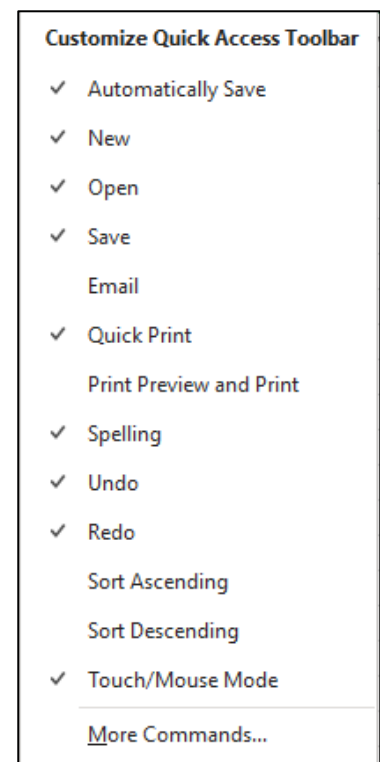 Customize Quick Access Toolbar
Automatically Save
New
Open
Save
Email
Quick Print
Print Preview and Print
Spelling
Undo
Redo
Sort Ascending
Sort Descending
Touch/Mouse Mode
More Commands...